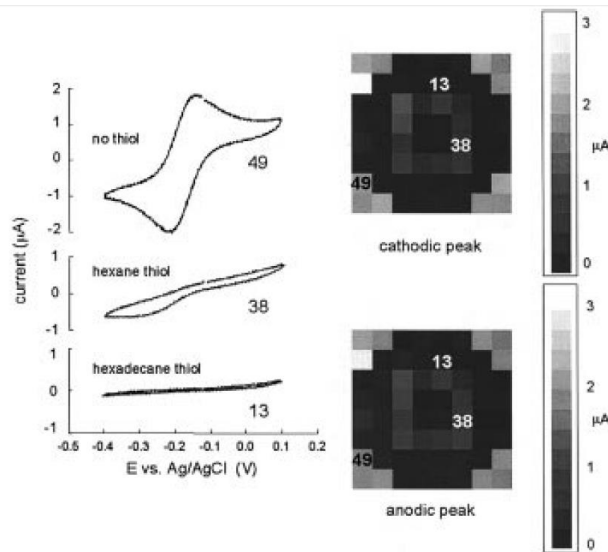 current (µA)
2
1
0
-1
-2
no thiol
49
1
0
-1
hexane thiol
38
1
0
-1
hexadecane thiol
13
-0.6 -0.4 -0.3 -0.2 -0.1 0.0 0.1 0.2
E vs. Ag/AgCl (V)
13
38
49
cathodic peak
3
2
µA
1
0
13
38
49
anodic peak
3
2
µA
1
0